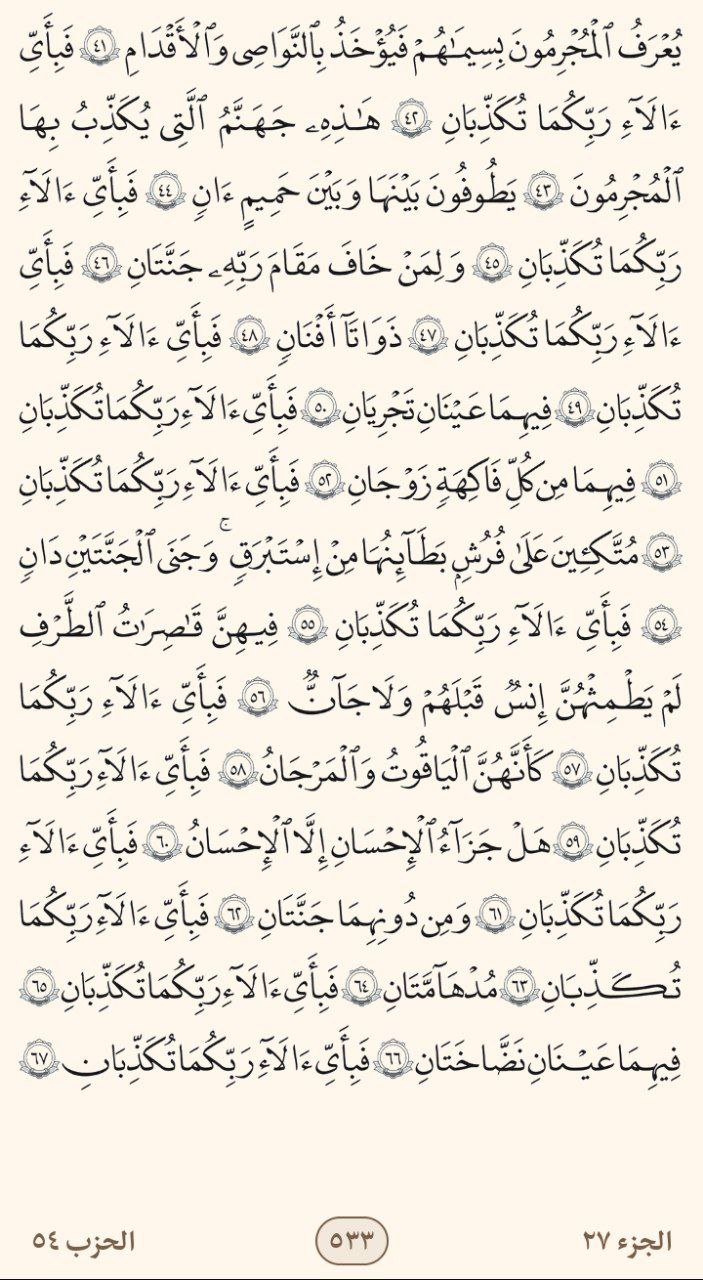 يُعۡرَفُ ٱلۡمُجۡرِمُونَ بِسِيمَـٰهُمۡ فَيُؤۡخَذُ بِٱلنَّوَٰصِي وَٱلۡأَقۡدَامِ ٤١ فَبِأَيِّ
ءَالَآءِ رَبِّكُمَا تُكَذِّبَانِ ٤٢ هَـٰذِهِۦ جَهَنَّمُ ٱلَّتِي يُكَذِّبُ بِهَا
ٱلۡمُجۡرِمُونَ ٤٣ يَطُوفُونَ بَيۡنَهَا وَبَيۡنَ حَمِيمٍ ءَانٖ ٤٤ فَبِأَيِّ ءَالَآءِ
رَبِّكُمَا تُكَذِّبَانِ ٤٥ وَلِمَنۡ خَافَ مَقَامَ رَبِّهِۦ جَنَّتَانِ ٤٦ فَبِأَيِّ
ءَالَآءِ رَبِّكُمَا تُكَذِّبَانِ ٤٧ ذَوَاتَآ أَفۡنَانٖ ٤٨ فَبِأَيِّ ءَالَآءِ رَبِّكُمَا
تُكَذِّبَانِ ٤٩ فِيهِمَا عَيۡنَانِ تَجۡرِيَانِ ٥٠ فَبِأَيِّ ءَالَآءِ رَبِّكُمَا تُكَذِّبَانِ
٥١ فِيهِمَا مِن كُلِّ فَـٰكِهَةٖ زَوۡجَانِ ٥٢ فَبِأَيِّ ءَالَآءِ رَبِّكُمَا تُكَذِّبَانِ
٥٣ مُتَّكِـِٔينَ عَلَىٰ فُرُشِۭ بَطَآئِنُهَا مِنۡ إِسۡتَبۡرَقٖۚ وَجَنَى ٱلۡجَنَّتَيۡنِ دَانٖ
٥٤ فَبِأَيِّ ءَالَآءِ رَبِّكُمَا تُكَذِّبَانِ ٥٥ فِيهِنَّ قَـٰصِرَٰتُ ٱلطَّرۡفِ
لَمۡ يَطۡمِثۡهُنَّ إِنسٞ قَبۡلَهُمۡ وَلَا جَآنّٞ ٥٦ فَبِأَيِّ ءَالَآءِ رَبِّكُمَا
تُكَذِّبَانِ ٥٧ كَأَنَّهُنَّ ٱلۡيَاقُوتُ وَٱلۡمَرۡجَانُ ٥٨ فَبِأَيِّ ءَالَآءِ رَبِّكُمَا
تُكَذِّبَانِ ٥٩ هَلۡ جَزَآءُ ٱلۡإِحۡسَـٰنِ إِلَّا ٱلۡإِحۡسَـٰنُ ٦٠ فَبِأَيِّ ءَالَآءِ
رَبِّكُمَا تُكَذِّبَانِ ٦١ وَمِن دُونِهِمَا جَنَّتَانِ ٦٢ فَبِأَيِّ ءَالَآءِ رَبِّكُمَا
تُكَذِّبَانِ ٦٣ مُدۡهَآمَّتَانِ ٦٤ فَبِأَيِّ ءَالَآءِ رَبِّكُمَا تُكَذِّبَانِ ٦٥
فِيهِمَا عَيۡنَانِ نَضَّاخَتَانِ ٦٦ فَبِأَيِّ ءَالَآءِ رَبِّكُمَا تُكَذِّبَانِ ٦٧
الجزء ٢٧ ٥٣٣ الحزب ٥٤